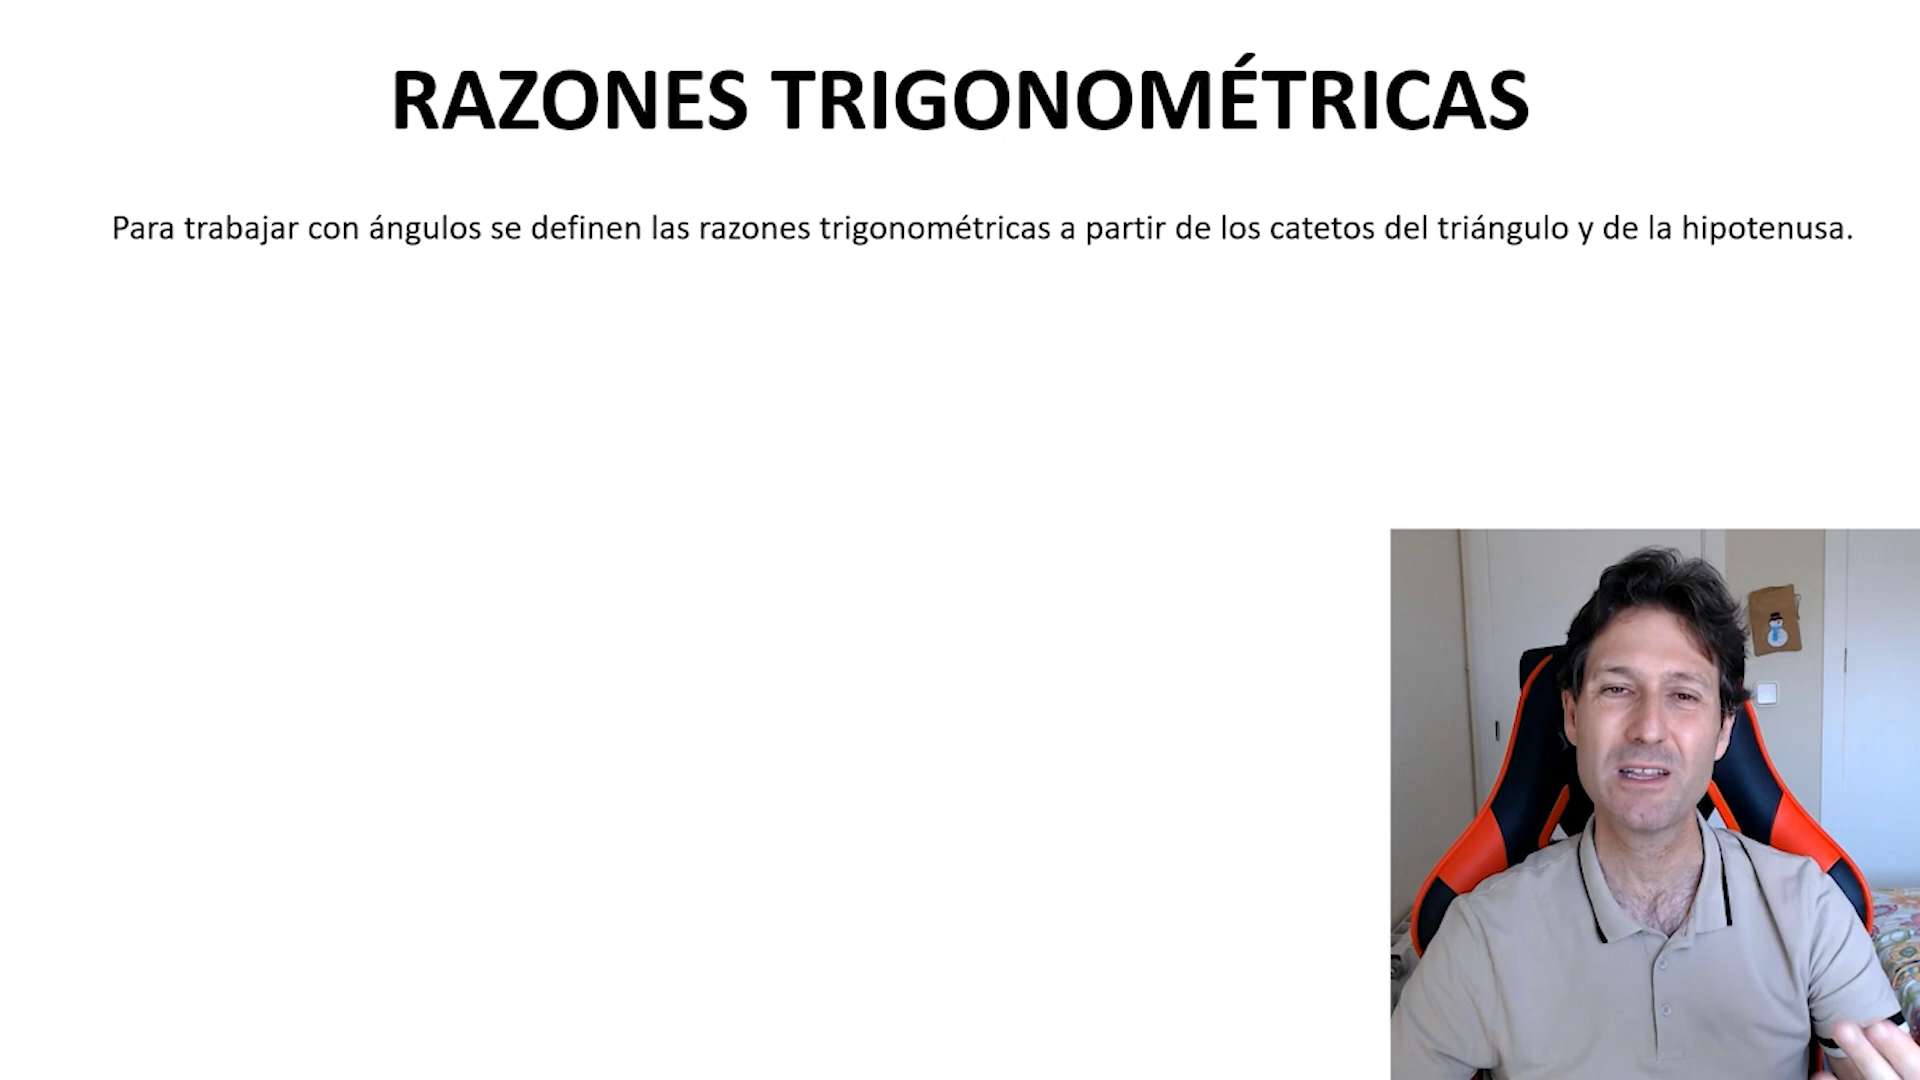 RAZONES TRIGONOMÉTRICAS
Para trabajar con ángulos se definen las razones trigonométricas a partir de los catetos del triángulo y de la hipotenusa.